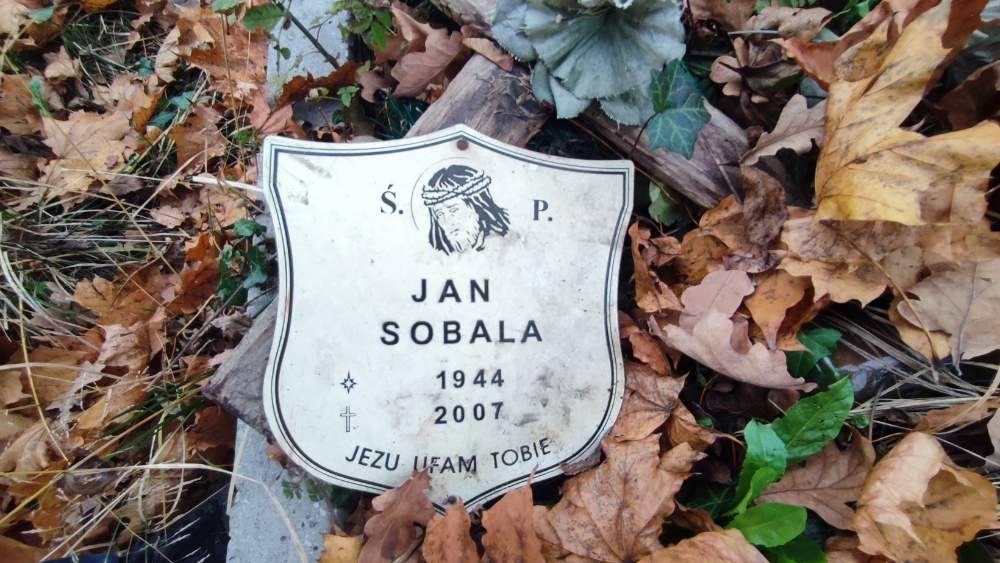 Ś. P.
JAN
SOBALA
1944
2007
JEZU UFAM TOBIE